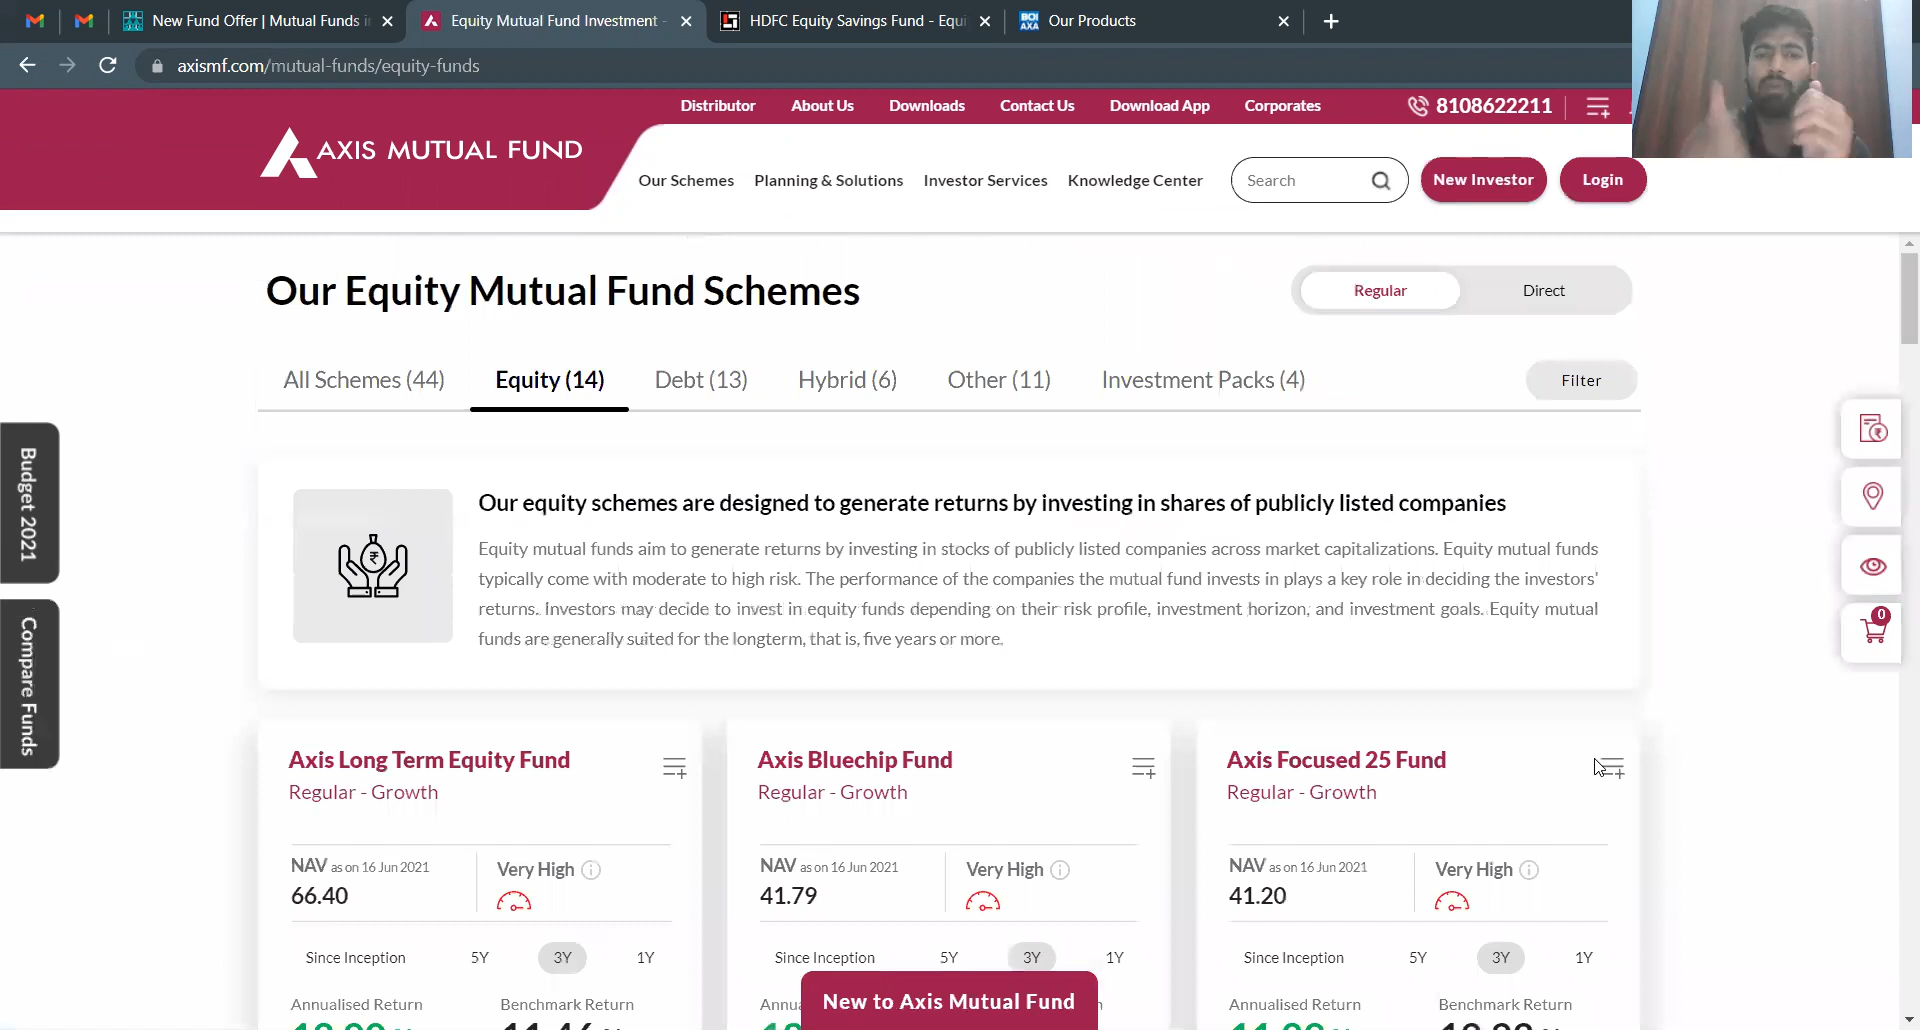 New Fund Offer | Mutual Funds i
Equity Mutual Fund Investment -
HDFC Equity Savings Fund - Equi
BOI AXA
Our Products
axismf.com/mutual-funds/equity-funds
Distributor
About Us
Downloads
Contact Us
Download App
Corporates
8108622211
AXIS MUTUAL FUND
Our Schemes
Planning & Solutions
Investor Services
Knowledge Center
Search
New Investor
Login
Our Equity Mutual Fund Schemes
Regular
Direct
All Schemes (44)
Equity (14)
Debt (13)
Hybrid (6)
Other (11)
Investment Packs (4)
Filter
Budget 2021
Compare Funds
0
Our equity schemes are designed to generate returns by investing in shares of publicly listed companies
Equity mutual funds aim to generate returns by investing in stocks of publicly listed companies across market capitalizations. Equity mutual funds
typically come with moderate to high risk. The performance of the companies the mutual fund invests in plays a key role in deciding the investors'
returns. Investors may decide to invest in equity funds depending on their risk profile, investment horizon, and investment goals. Equity mutual
funds are generally suited for the longterm, that is, five years or more.
Axis Long Term Equity Fund
Regular - Growth
NAV as on 16 Jun 2021
66.40
Very High
Since Inception 5Y 3Y 1Y
Annualised Return
Benchmark Return
Axis Bluechip Fund
Regular - Growth
NAV as on 16 Jun 2021
41.79
Very High
Since Inception 5Y 3Y 1Y
Axis Focused 25 Fund
Regular - Growth
NAV as on 16 Jun 2021
41.20
Very High
Since Inception 5Y 3Y 1Y
Annualised Return
Benchmark Return
New to Axis Mutual Fund